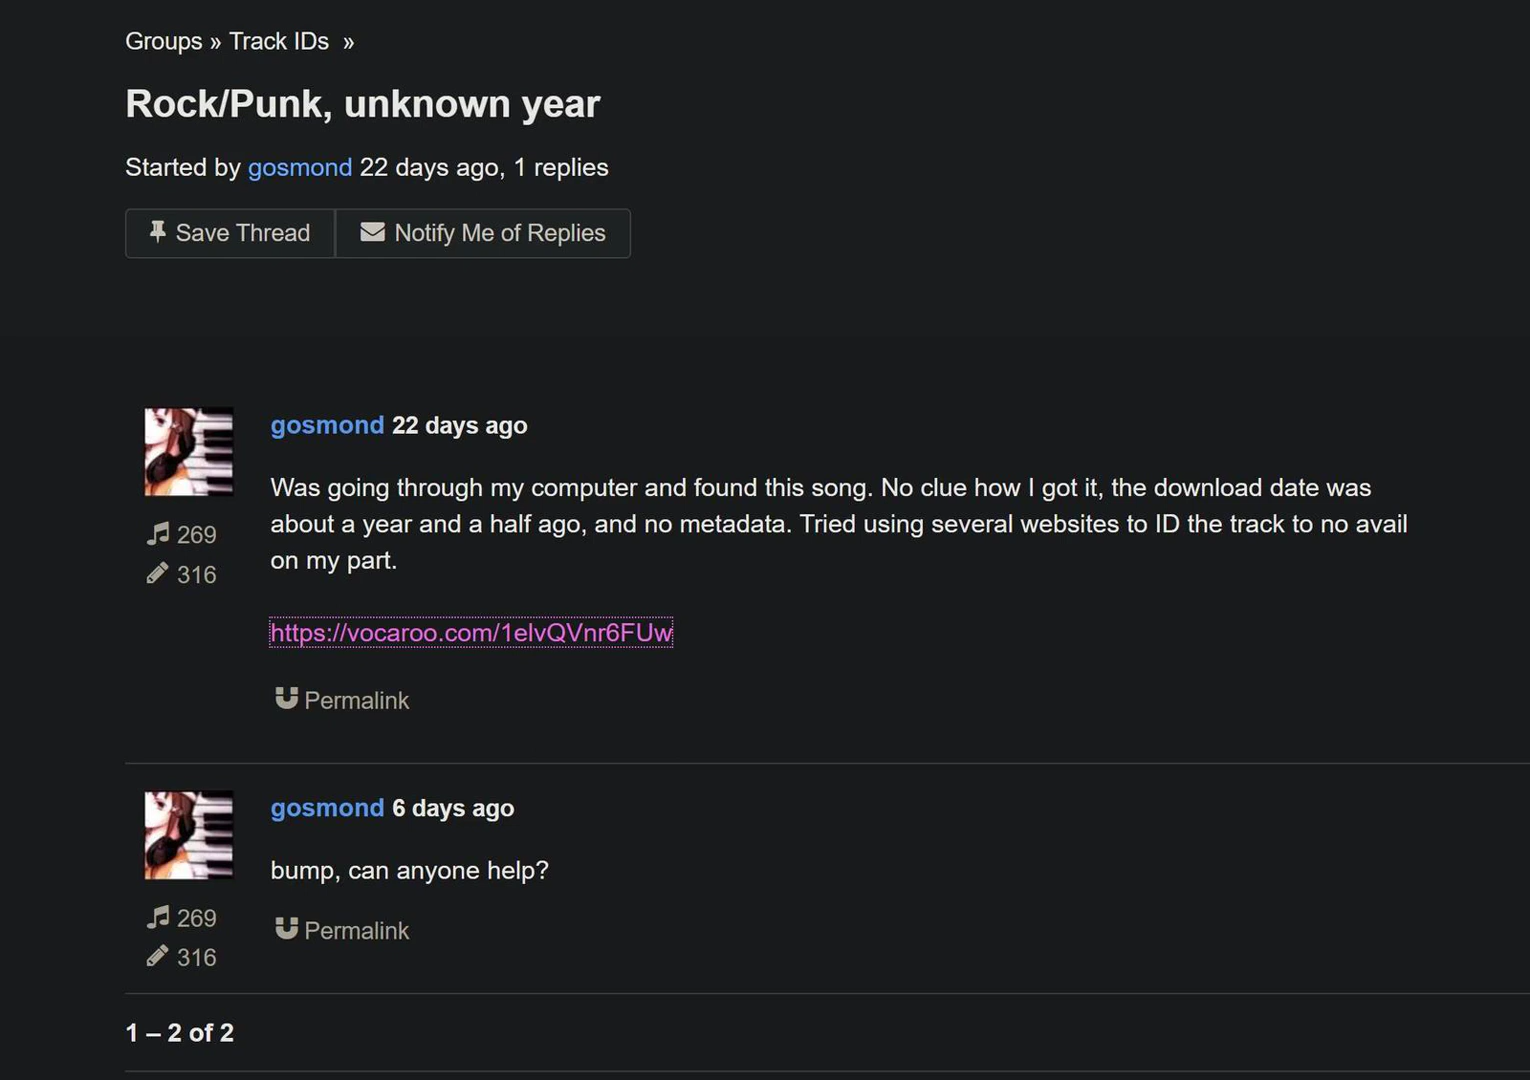 Groups » Track IDs »
Rock/Punk, unknown year
Started by gosmond 22 days ago, 1 replies
Save Thread
Notify Me of Replies
gosmond 22 days ago
Was going through my computer and found this song. No clue how I got it, the download date was
about a year and a half ago, and no metadata. Tried using several websites to ID the track to no avail
on my part.
269
316
https://vocaroo.com/1elvQVnr6FUw
Permalink
gosmond 6 days ago
bump, can anyone help?
269
316
Permalink
1 – 2 of 2